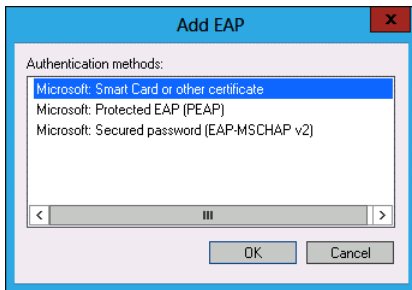 Add EAP
x
Authentication methods:
Microsoft: Smart Card or other certificate
Microsoft: Protected EAP (PEAP)
Microsoft: Secured password (EAP-MSCHAP v2)
OK Cancel